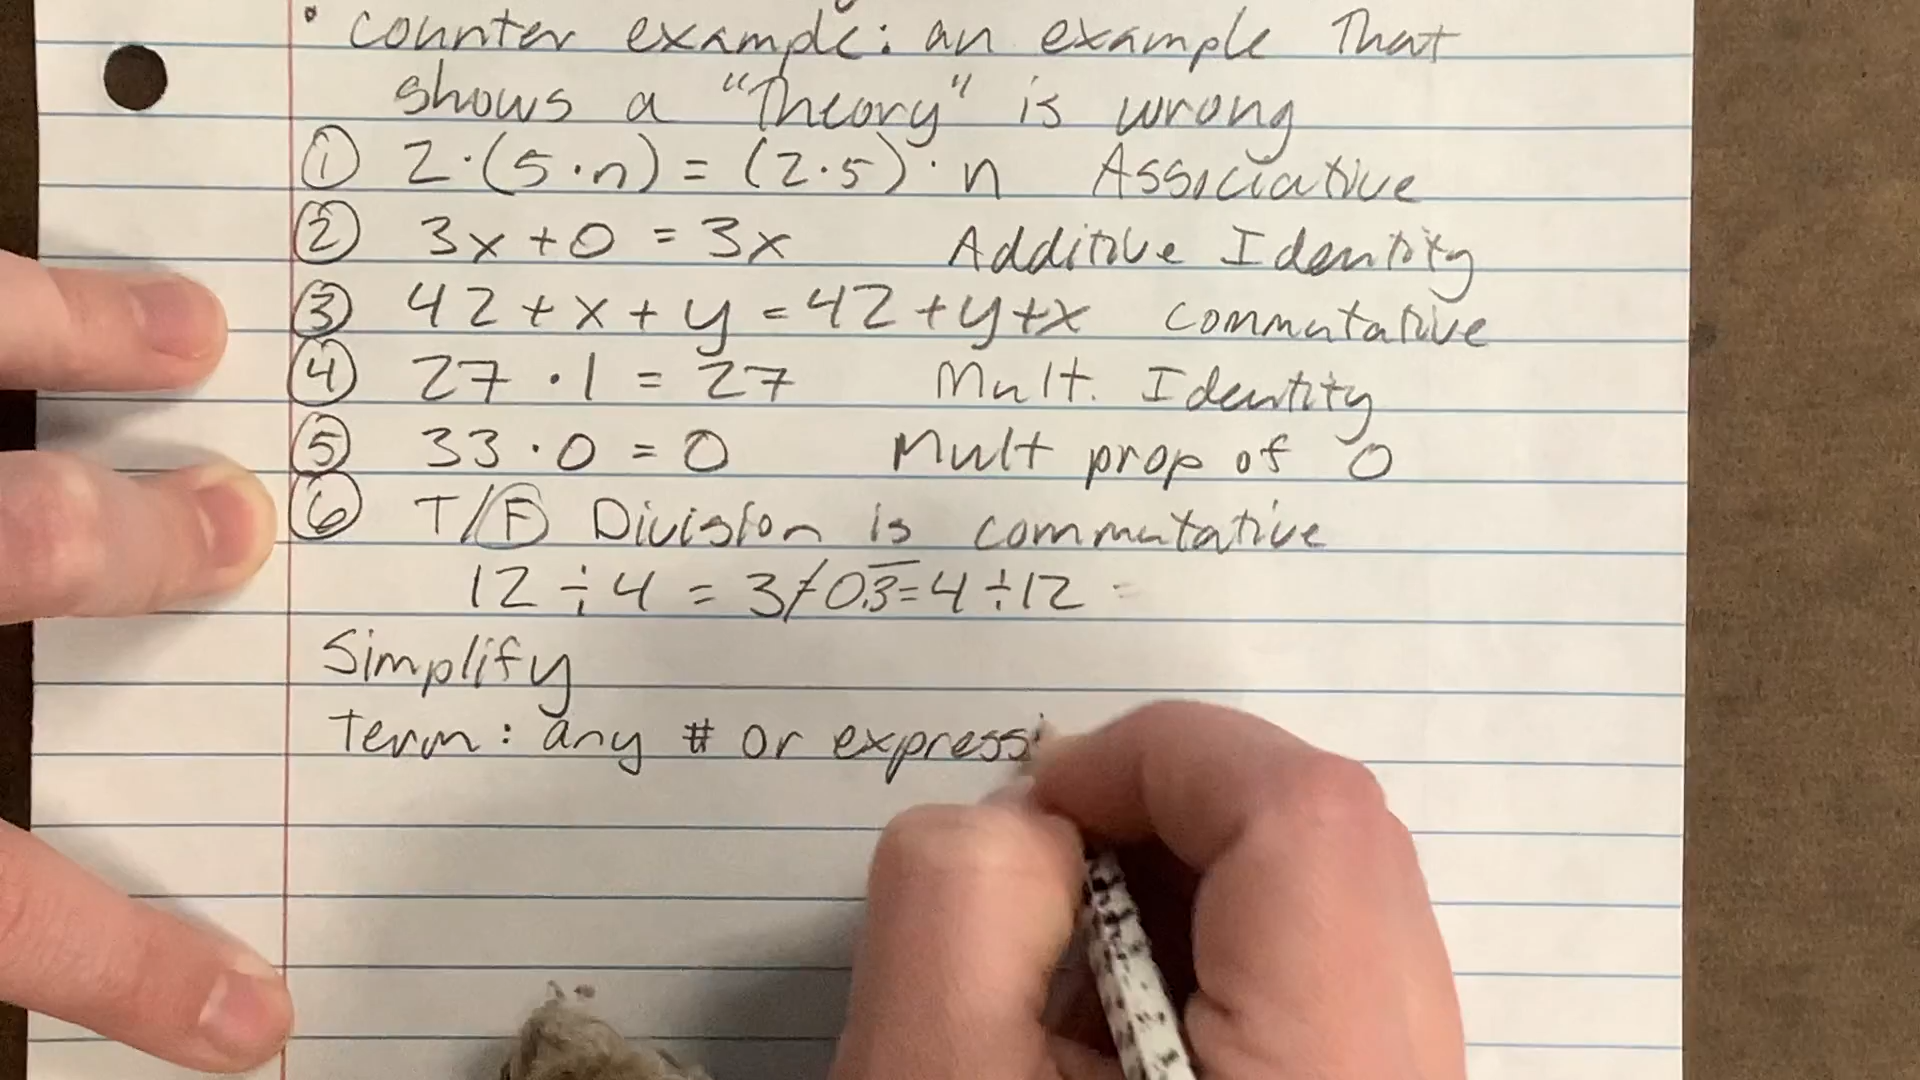 • Counter example: an example That
shows a "Theory" is wrong
① 2·(5·n) = (2·5)·n Associative
② 3x+0 = 3x Additive Identity
③ 42+x+y = 42+y+x commutative
④ 27·1 = 27 Mult. Identity
⑤ 33·0 = 0 Mult prop of 0
⑥ T/F Division is commutative
12÷4 = 3≠0.3̅=4÷12 =
Simplify
Term: any # or expressi